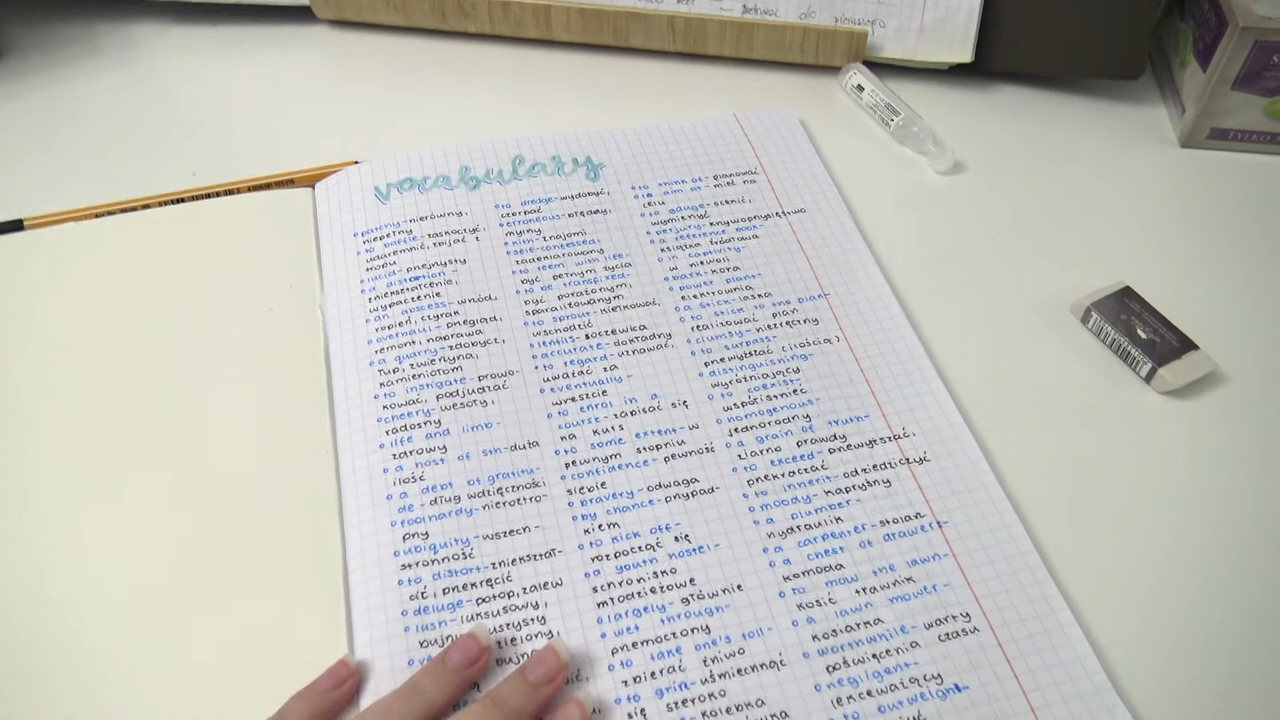 do pierwszego
vocabulary
• patchy-nierówny,
niepełny
• to baffle-zaskoczyć,
udaremnić, zbijać z
tropu
• lucid-przejrzysty
• a distortion-
zniekształcenie,
wypaczenie
• an abscess-wrzód,
ropień, czyrak
• overhaul-przegląd,
remont, naprawa
• a quarry-zdobycz,
łup, zwierzyna,
kamieniołom
• to instigate-prowo-
kować, podjudzać
• cheery-wesoły,
radosny
• life and limb-
zdrowy
• a host of sth-duża
ilość
• a debt of gratitu-
de-dług wdzięczności
• foolhardy-nieroztro-
pny
• ubiquity-wszech-
stronność
• to distort-zniekształ-
cić, przekręcić
• deluge-potop, zalew
• lush-luksusowy,
• to dredge-wydobyć,
czerpać
• erroneous-błędny,
mylny
• kith-znajomi
• self-confessed-
zadeklarowany
• to teem with life-
być pełnym życia
• to be transfixed-
być porażonym,
sparaliżowanym
• to sprout-kiełkować,
wschodzić
• lentils-soczewica
• accurate-dokładny
• to regard-uznawać,
uważać za
• eventually-
wreszcie
• to enrol in a
course-zapisać się
na kurs
• to some extent-w
pewnym stopniu
• confidence-pewność
siebie
• bravery-odwaga
• by chance-przypad-
kiem
• to kick off-
rozpocząć się
• a youth hostel-
schronisko
młodzieżowe
• largely-głównie
• wet through-
przemoczony
• to take one's toll-
zbierać żniwo
• to grin-uśmiechnąć
się szeroko
-kolebka
• to think of-planować
• to aim at-mieć na
celu
• to gauge-ocenić,
wymierzyć
• perjury-krzywoprzysięstwo
• a reference book-
książka źródłowa
• in captivity-
w niewoli
• bark-kora
• power plant-
elektrownia
• a stick-laska
• to stick to the plan-
realizować plan
• clumsy-niezręczny
• to surpass-
przewyższać (ilością)
• distinguishing-
wyróżniający
• to coexist-
współistnieć
• homogenous-
jednorodny
• a grain of truth-
ziarno prawdy
• to exceed-przewyższać,
przekraczać
• to inherit-odziedziczyć
• moody-kapryśny
• a plumber-
hydraulik
• a carpenter-stolarz
• a chest of drawers-
komoda
• to mow the lawn-
kosić trawnik
• a lawn mower-
kosiarka
• worthwhile-warty
poświęcenia czasu
• negligent-
lekceważący
• to outweigh-
TYLKO